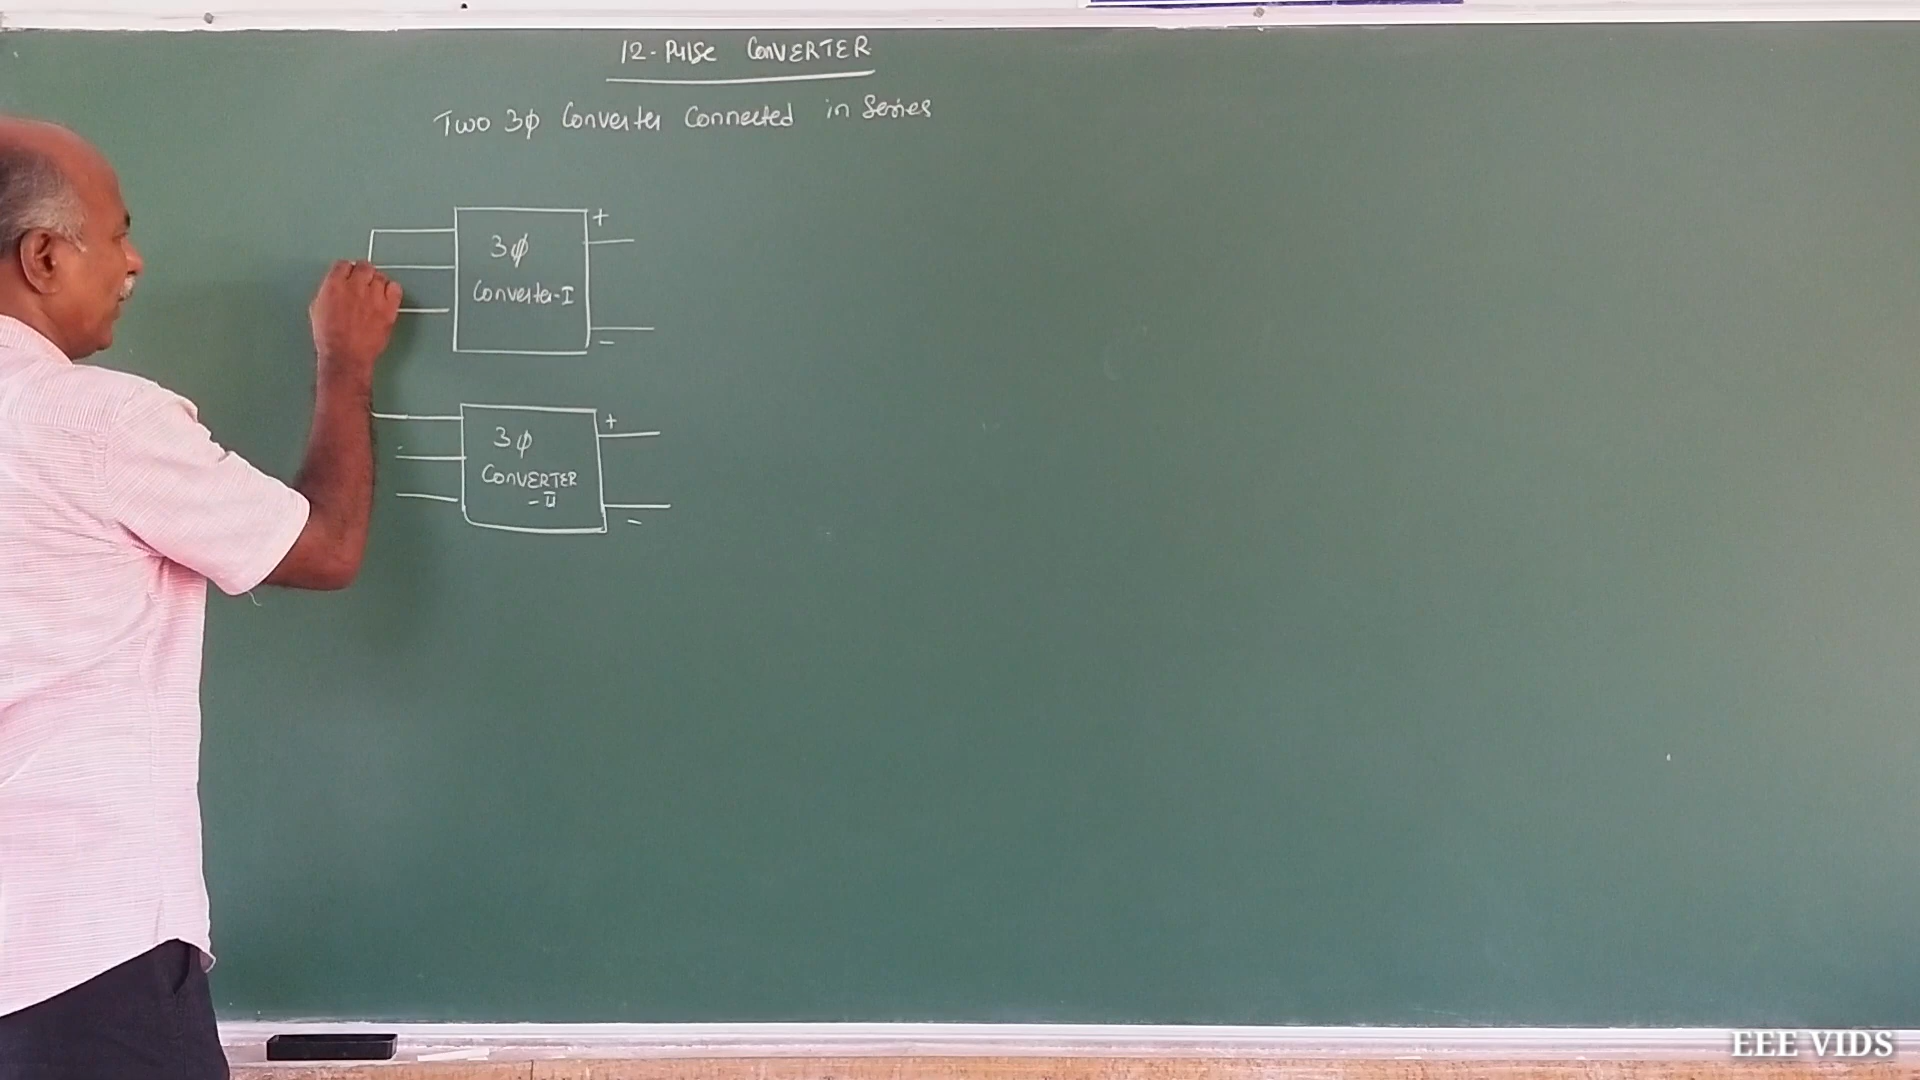 12-Pulse CONVERTER
Two 3φ Converter Connected in Series
+
3φ
Converter-I
-
+
3φ
CONVERTER
-II
-
EEE VIDS